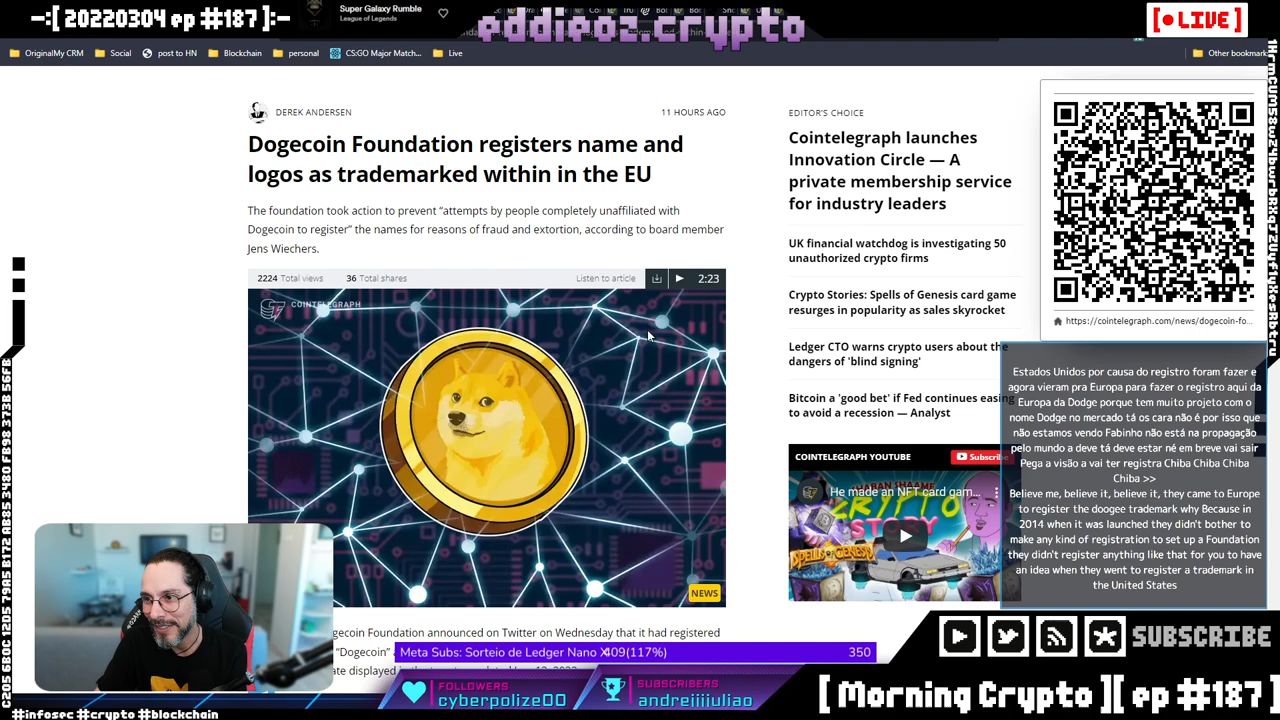 -:[ 20220304 ep #187 ]:-
Super Galaxy Rumble
League of Legends
eddieoz.crypto
[ LIVE ]
OriginalMy CRM
Social
post to HN
Blockchain
personal
CS:GO Major Match...
Live
Other bookmark
DEREK ANDERSEN
11 HOURS AGO
Dogecoin Foundation registers name and
logos as trademarked within in the EU
The foundation took action to prevent “attempts by people completely unaffiliated with
Dogecoin to register” the names for reasons of fraud and extortion, according to board member
Jens Wiechers.
2224 Total views
36 Total shares
Listen to article
2:23
COINTELEGRAPH
NEWS
gecoin Foundation announced on Twitter on Wednesday that it had registered
"Dogecoin"
EDITOR'S CHOICE
Cointelegraph launches
Innovation Circle — A
private membership service
for industry leaders
UK financial watchdog is investigating 50
unauthorized crypto firms
Crypto Stories: Spells of Genesis card game
resurges in popularity as sales skyrocket
Ledger CTO warns crypto users about the
dangers of 'blind signing'
Bitcoin a 'good bet' if Fed continues easing
to avoid a recession — Analyst
COINTELEGRAPH YOUTUBE
Subscribe
He made an NFT card gam...
CRYPTO
STORY
SPELLS OF GENESIS
https://cointelegraph.com/news/dogecoin-fo...
Estados Unidos por causa do registro foram fazer e
agora vieram pra Europa para fazer o registro aqui da
Europa da Dodge porque tem muito projeto com o
nome Dodge no mercado tá os cara não é por isso que
não estamos vendo Fabinho não está na propagação
pelo mundo a deve tá deve estar né em breve vai sair
Pega a visão a vai ter registra Chiba Chiba Chiba
Chiba >>
Believe me, believe it, believe it, they came to Europe
to register the doogee trademark why Because in
2014 when it was launched they didn't bother to
make any kind of registration to set up a Foundation
they didn't register anything like that for you to have
an idea when they went to register a trademark in
the United States
SUBSCRIBE
Meta Subs: Sorteio de Ledger Nano X
409(117%)
350
FOLLOWERS
cyberpolize00
SUBSCRIBERS
andreijijuliao
[ Morning Crypto ][ ep #187 ]
#infosec #crypto #blockchain